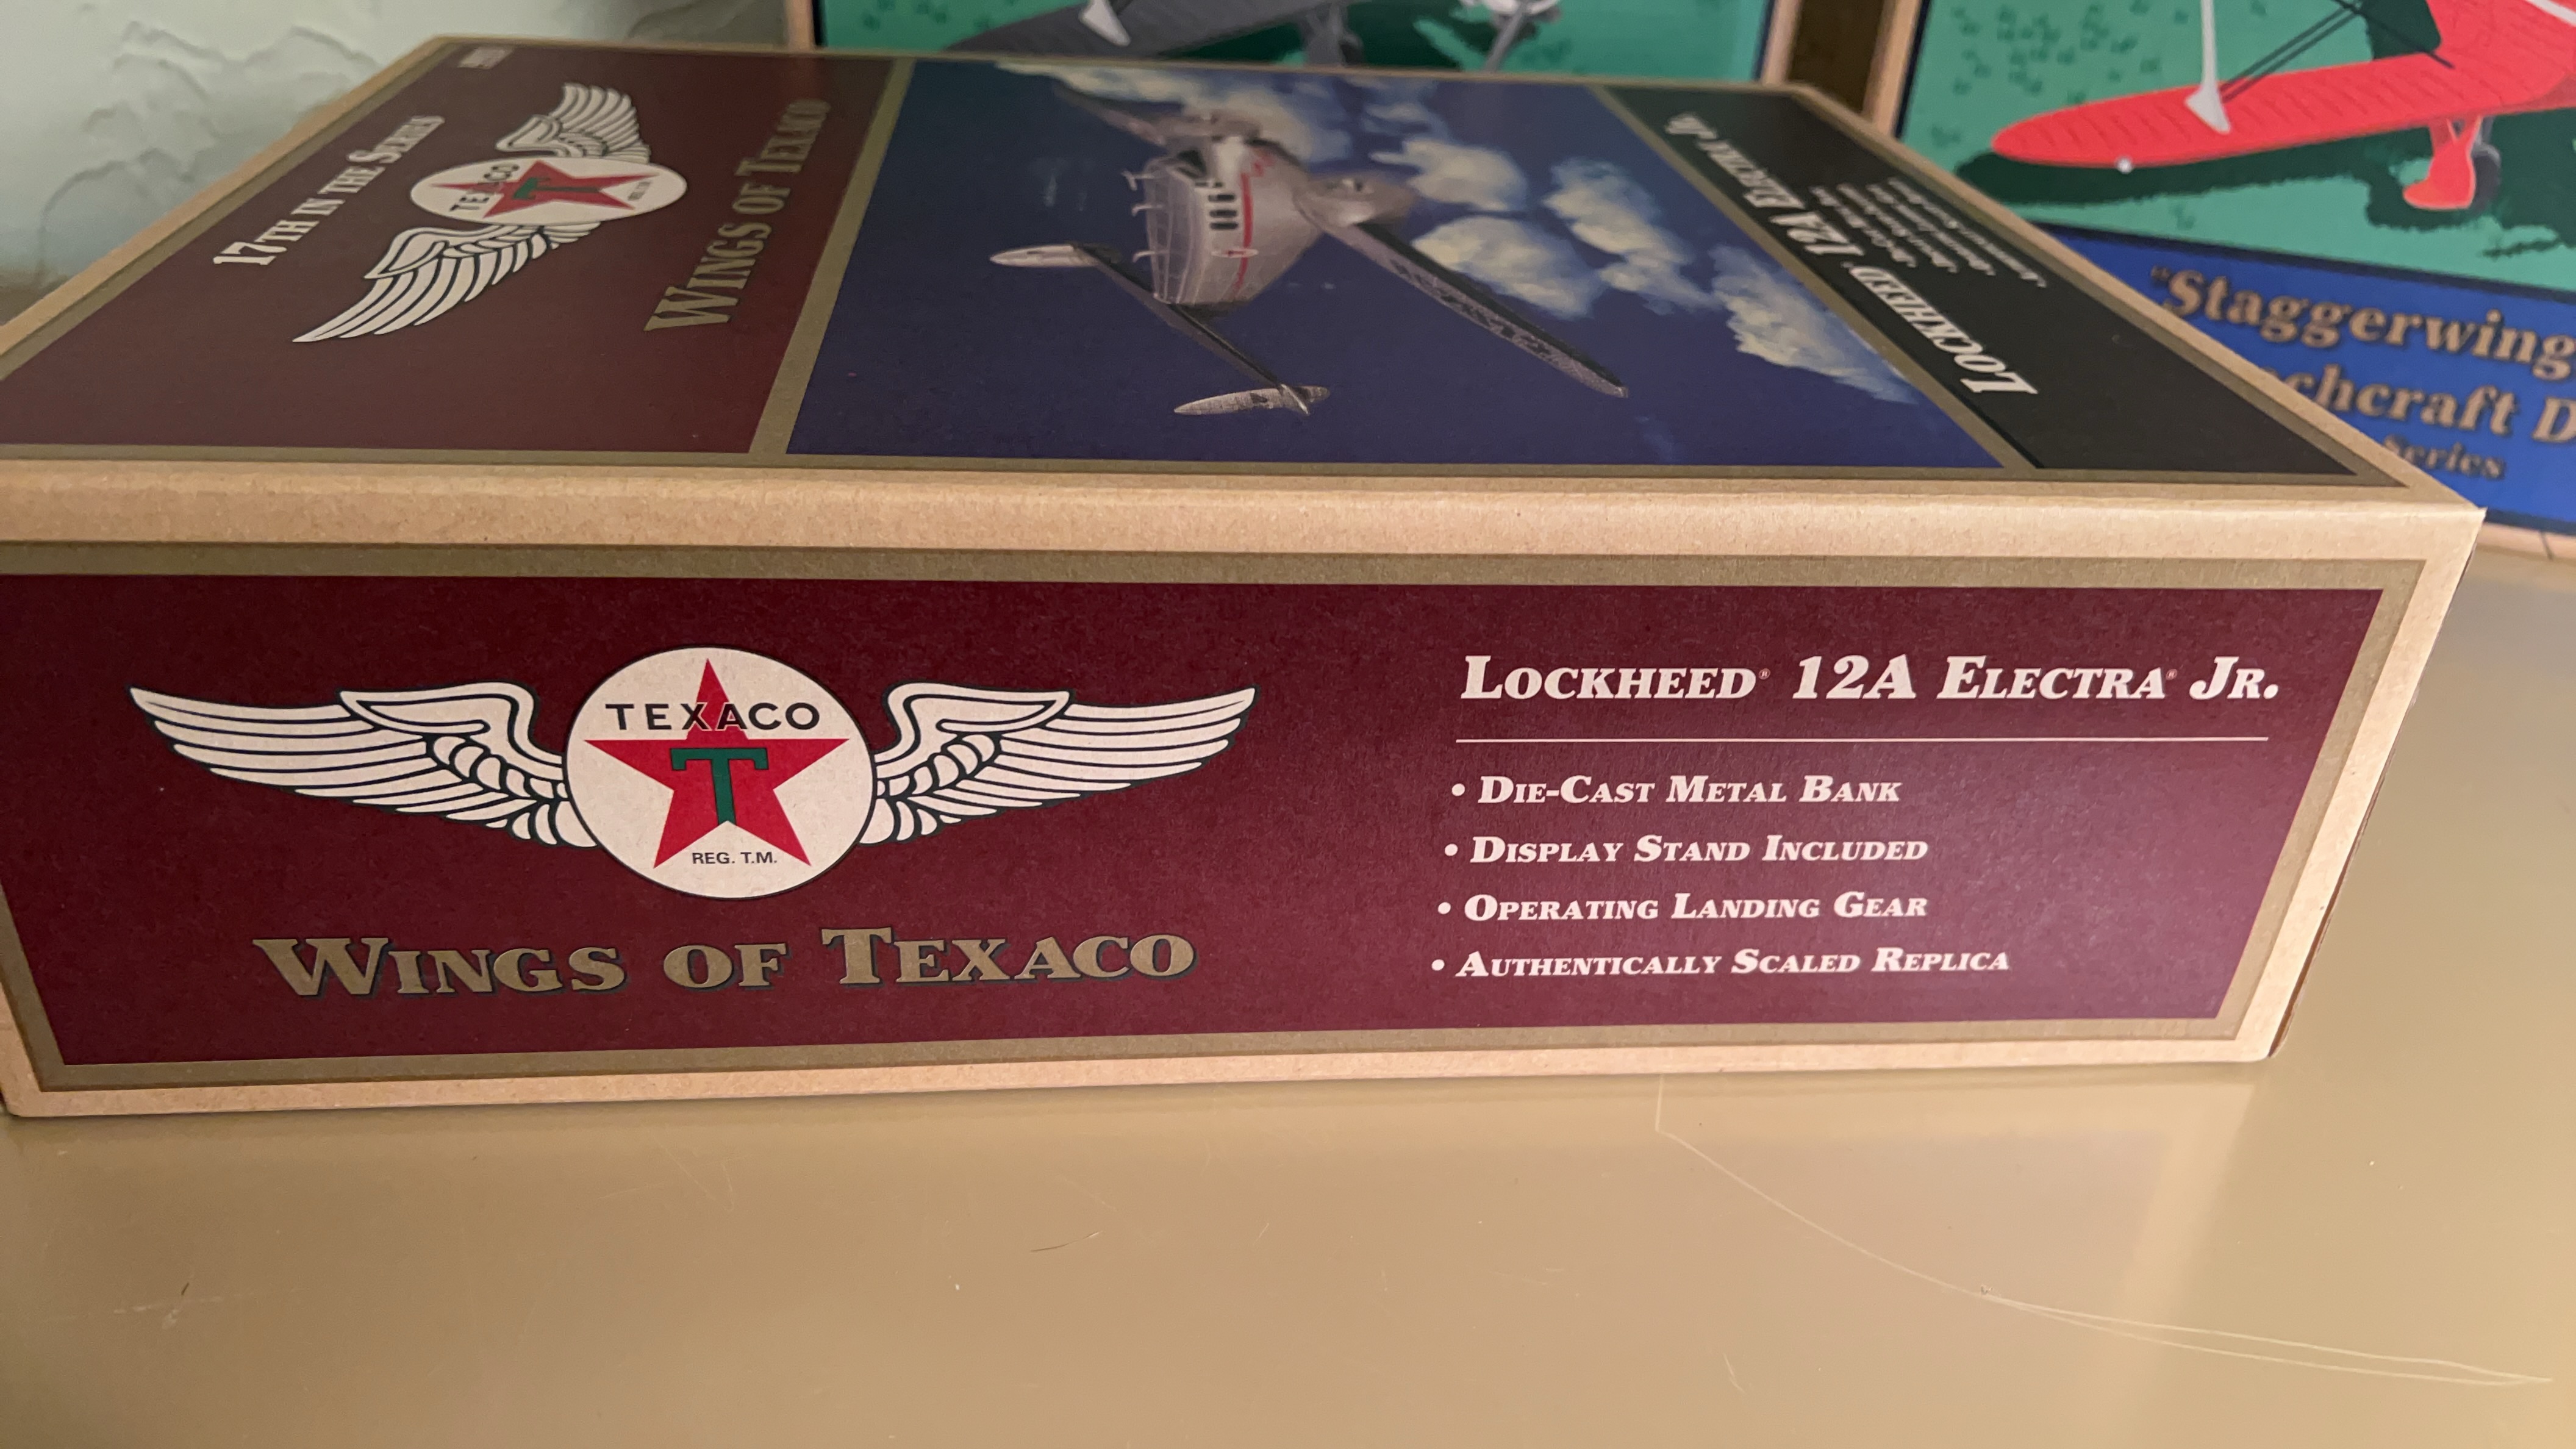 17TH IN THE SERIES
TEXACO
T
WINGS OF TEXACO
LOCKHEED 12A ELECTRA Jr.
"Staggerwing
chcraft D
Series
TEXACO
T
REG. T.M.
WINGS OF TEXACO
LOCKHEED® 12A ELECTRA® JR.
• DIE-CAST METAL BANK
• DISPLAY STAND INCLUDED
• OPERATING LANDING GEAR
• AUTHENTICALLY SCALED REPLICA